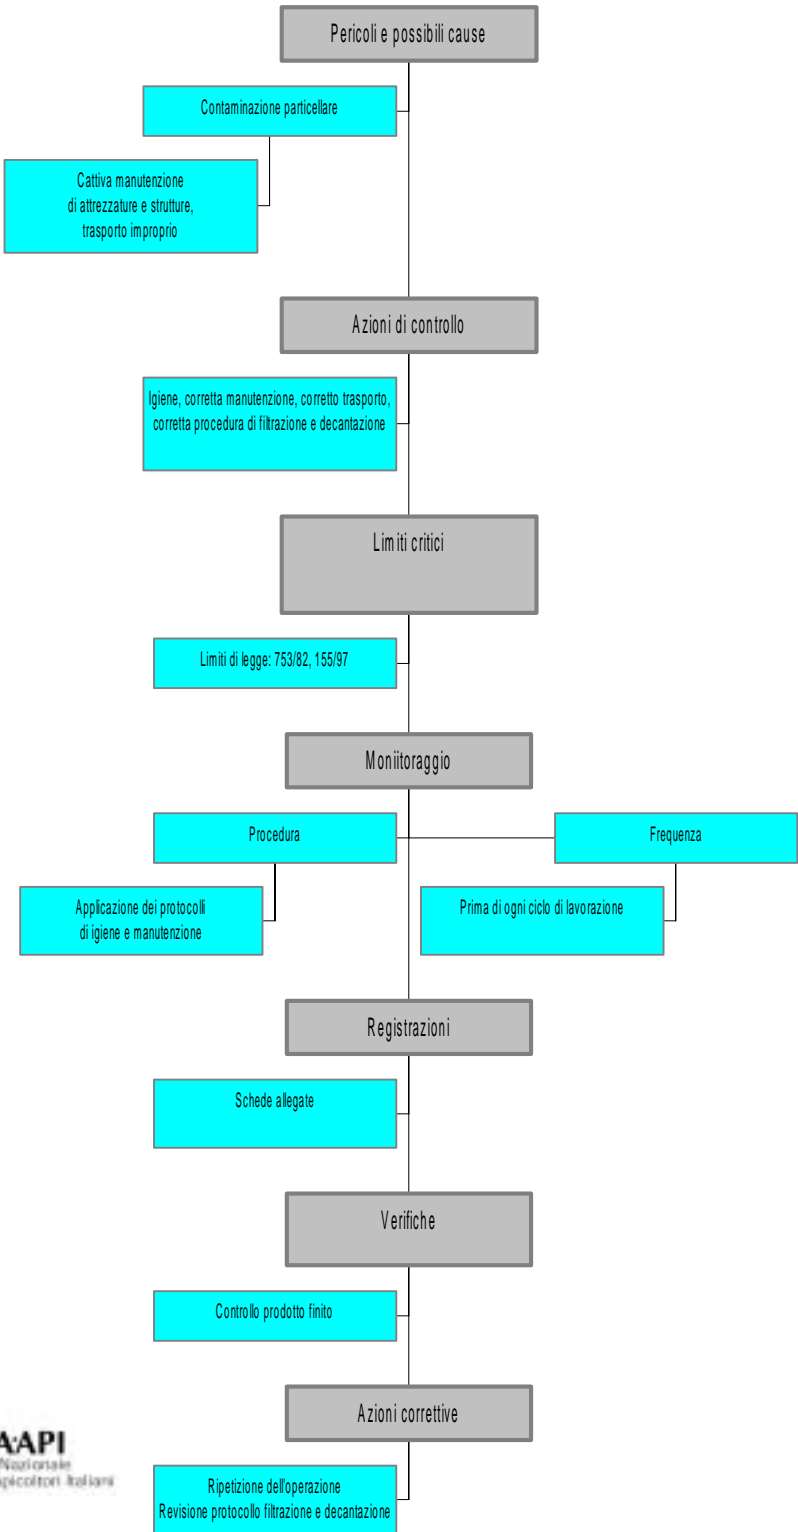 Pericoli e possibili cause
Contaminazione particellare
Cattiva manutenzione
di attrezzature e strutture,
trasporto improprio
Azioni di controllo
Igiene, corretta manutenzione, corretto trasporto,
corretta procedura di filtrazione e decantazione
Limiti critici
Limiti di legge: 753/82, 155/97
Moniitoraggio
Procedura
Frequenza
Applicazione dei protocolli
di igiene e manutenzione
Prima di ogni ciclo di lavorazione
Registrazioni
Schede allegate
Verifiche
Controllo prodotto finito
Azioni correttive
Ripetizione dell'operazione
Revisione protocollo filtrazione e decantazione
API
Nazionale
Apicoltori Italiani